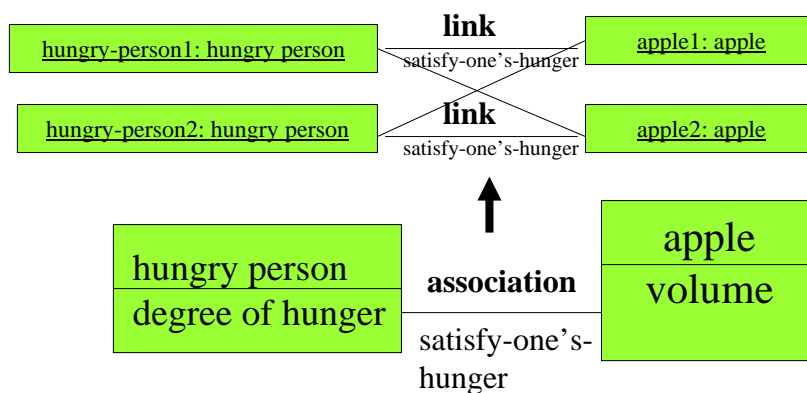 link
hungry-person1: hungry person
apple1: apple
satisfy-one’s-hunger
link
hungry-person2: hungry person
apple2: apple
satisfy-one’s-hunger
hungry person
degree of hunger
association
satisfy-one’s-
hunger
apple
volume